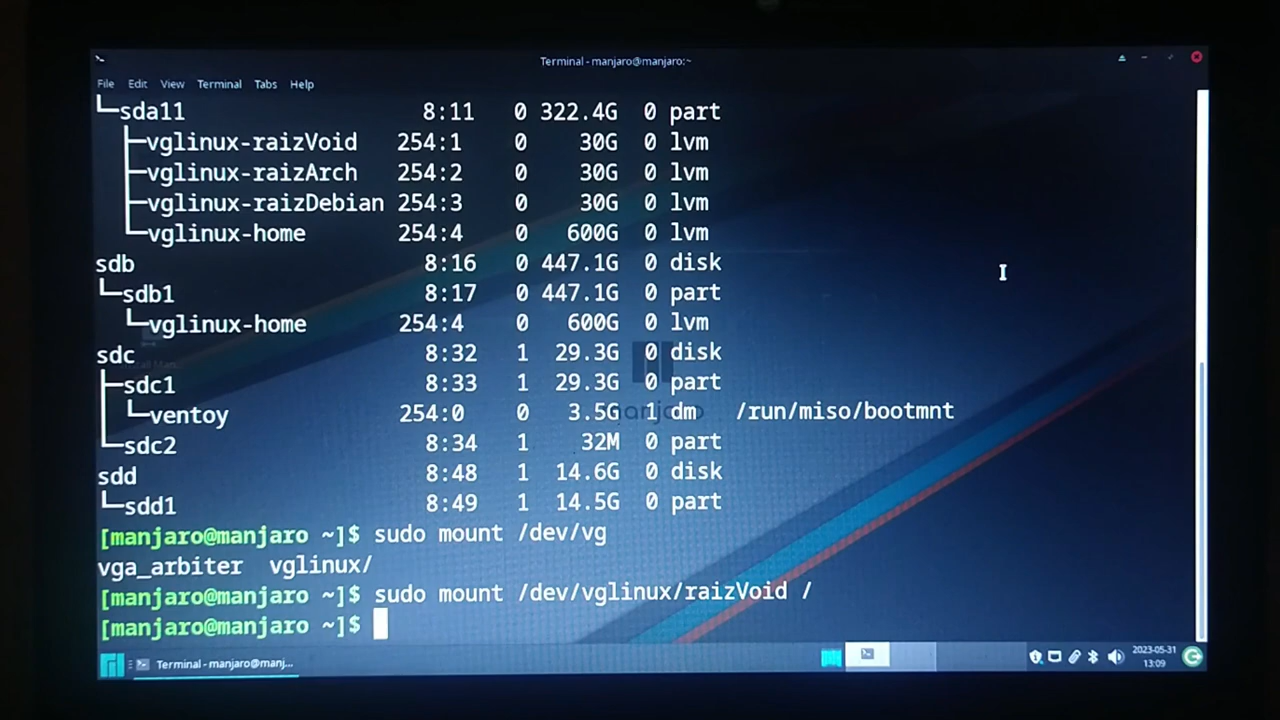 Terminal - manjaro@manjaro:~
File Edit View Terminal Tabs Help
└─sda11 8:11 0 322.4G 0 part
├─vglinux-raizVoid 254:1 0 30G 0 lvm
├─vglinux-raizArch 254:2 0 30G 0 lvm
├─vglinux-raizDebian 254:3 0 30G 0 lvm
└─vglinux-home 254:4 0 600G 0 lvm
sdb 8:16 0 447.1G 0 disk
└─sdb1 8:17 0 447.1G 0 part
└─vglinux-home 254:4 0 600G 0 lvm
sdc 8:32 1 29.3G 0 disk
├─sdc1 8:33 1 29.3G 0 part
│ └─ventoy 254:0 0 3.5G 1 dm /run/miso/bootmnt
└─sdc2 8:34 1 32M 0 part
sdd 8:48 1 14.6G 0 disk
└─sdd1 8:49 1 14.5G 0 part
[manjaro@manjaro ~]$ sudo mount /dev/vg
vga_arbiter vglinux/
[manjaro@manjaro ~]$ sudo mount /dev/vglinux/raizVoid /
[manjaro@manjaro ~]$
Terminal - manjaro@manj...
2023-05-31
13:09